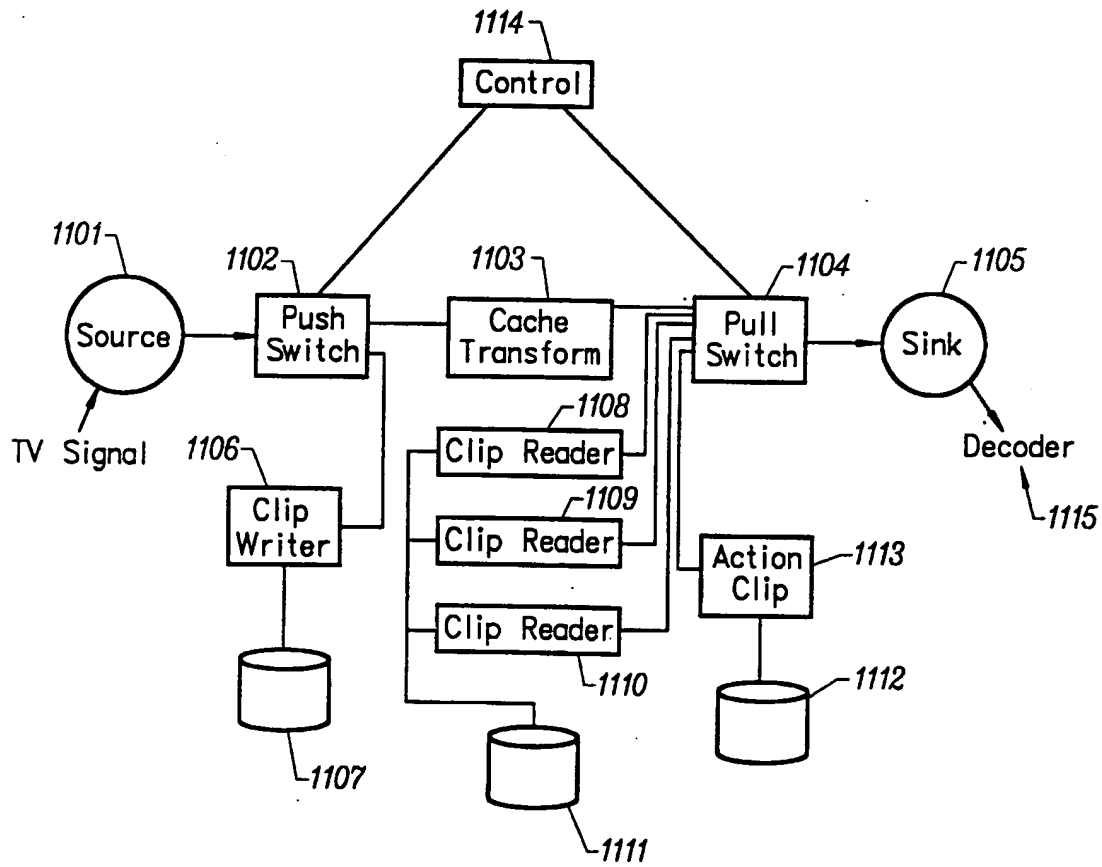 1114
Control
1101
1102
1103
1104
1105
Source
Push
Switch
Cache
Transform
Pull
Switch
Sink
TV Signal
1106
1108
Clip Reader
Decoder
1109
1115
Clip
Writer
Clip Reader
Action
Clip
1113
Clip Reader
1110
1112
1107
1111